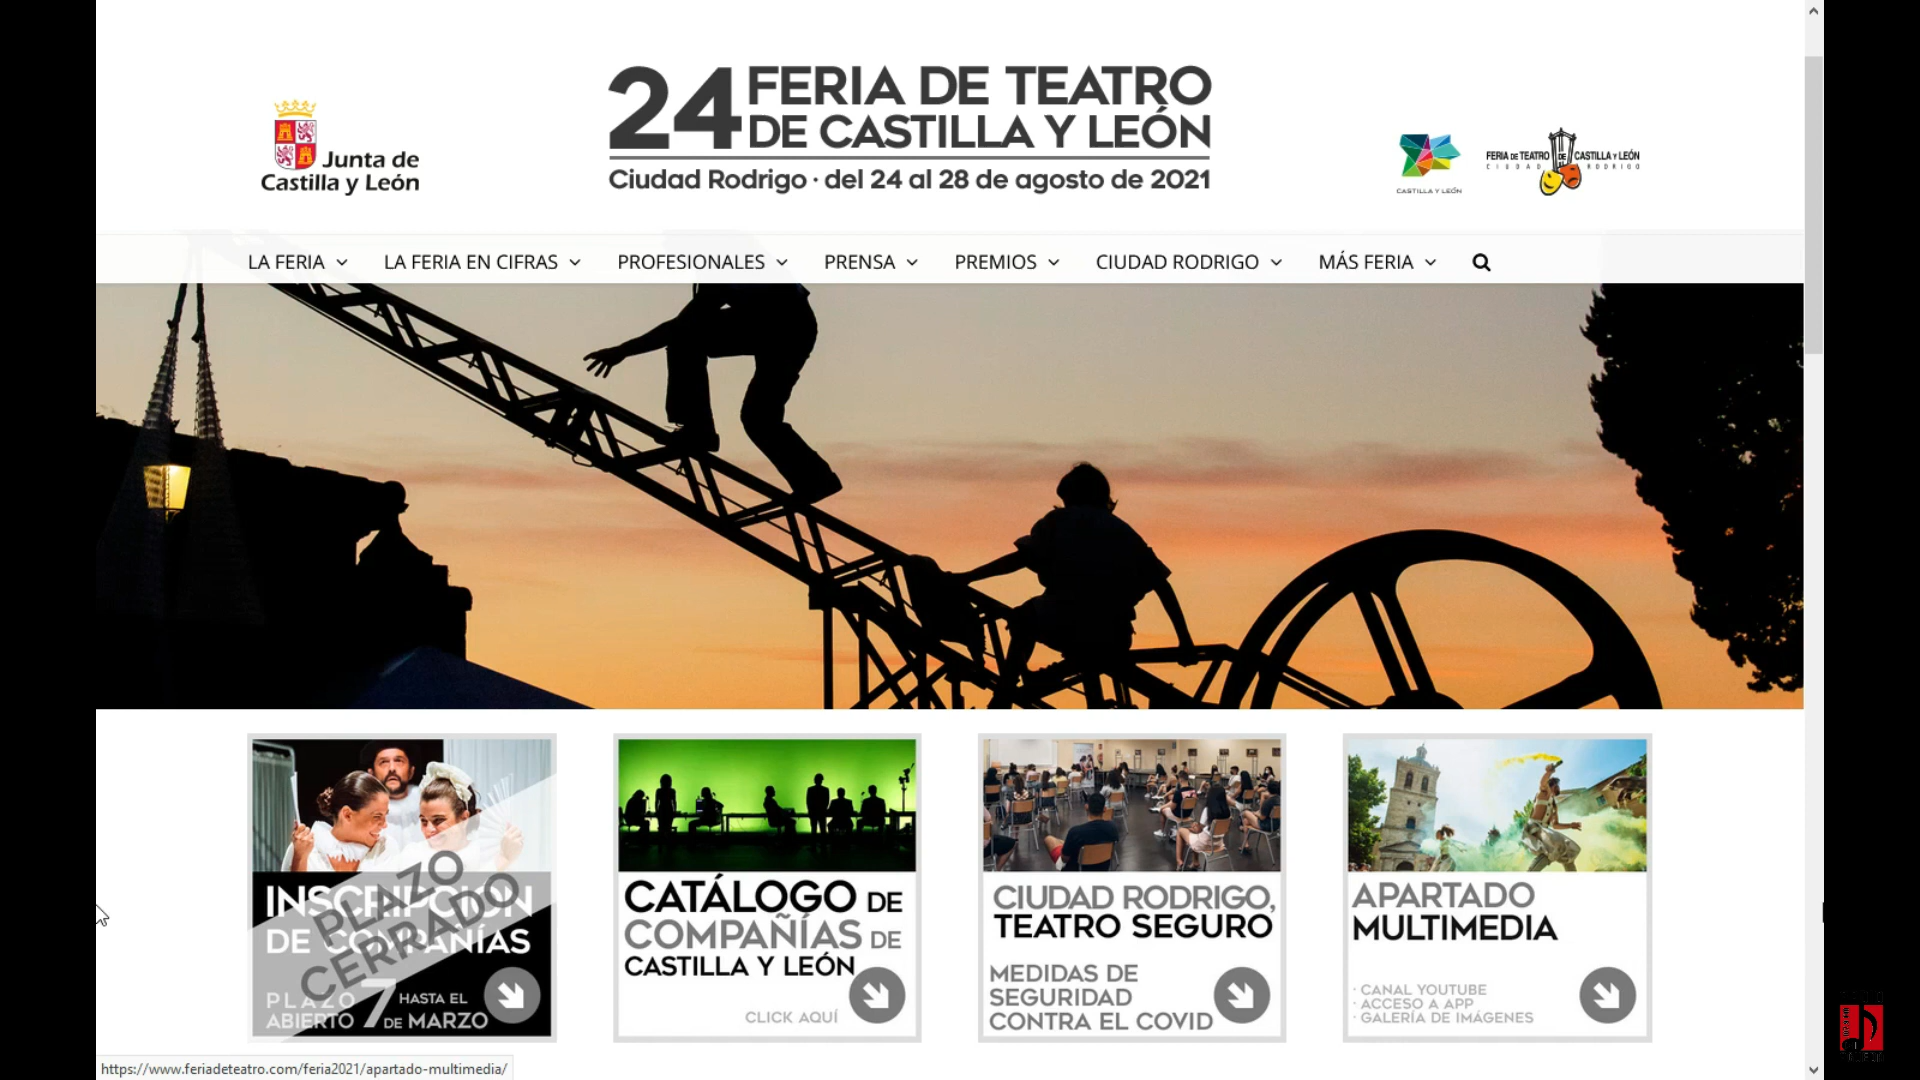 24 FERIA DE TEATRO
DE CASTILLA Y LEÓN
Ciudad Rodrigo · del 24 al 28 de agosto de 2021
Junta de
Castilla y León
CASTILLA Y LEÓN
FERIA DE TEATRO DE CASTILLA Y LEÓN
CIUDAD RODRIGO
LA FERIA LA FERIA EN CIFRAS PROFESIONALES PRENSA PREMIOS CIUDAD RODRIGO MÁS FERIA
INSCRIPCIÓN
DE COMPAÑÍAS
PLAZO
CERRADO
PLAZO
ABIERTO
7
HASTA EL
DE MARZO
CATÁLOGO DE
COMPAÑÍAS DE
CASTILLA Y LEÓN
CLICK AQUÍ
CIUDAD RODRIGO,
TEATRO SEGURO
MEDIDAS DE
SEGURIDAD
CONTRA EL COVID
APARTADO
MULTIMEDIA
· CANAL YOUTUBE
· ACCESO A APP
· GALERÍA DE IMÁGENES
https://www.feriadeteatro.com/feria2021/apartado-multimedia/